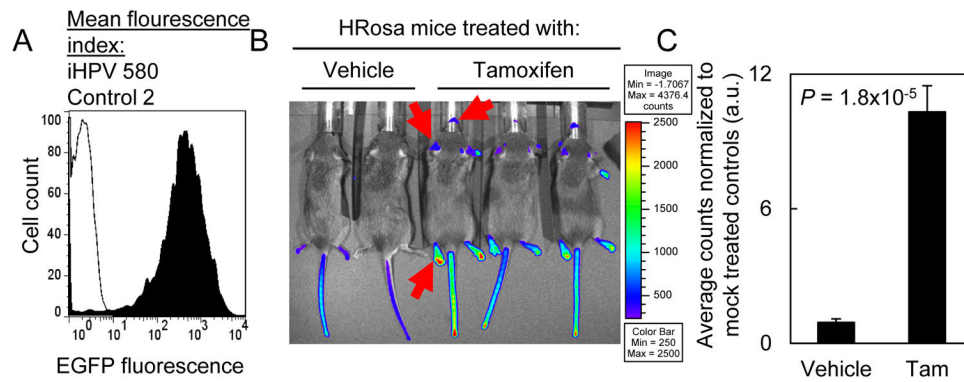 A
Mean flourescence
index:
iHPV 580
Control 2
100
80
60
40
20
0
Cell count
10^0 10^1 10^2 10^3 10^4
EGFP fluorescence
B
HRosa mice treated with:
Vehicle Tamoxifen
Image
Min = -1.7067
Max = 4376.4
counts
2500
2000
1500
1000
500
Color Bar
Min = 250
Max = 2500
C
Average counts normalized to
mock treated controls (a.u.)
12
6
0
P = 1.8x10^-5
Vehicle Tam